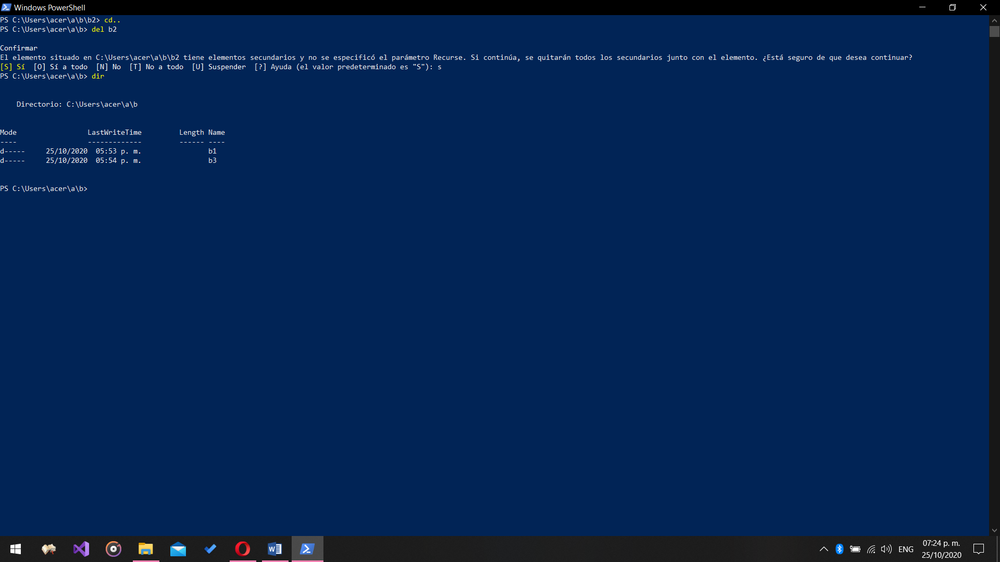 Windows PowerShell
PS C:\Users\acer\a\b\b2> cd..
PS C:\Users\acer\a\b> del b2
Confirmar
El elemento situado en C:\Users\acer\a\b\b2 tiene elementos secundarios y no se especificó el parámetro Recurse. Si continúa, se quitarán todos los secundarios junto con el elemento. ¿Está seguro de que desea continuar?
[S] Sí  [O] Sí a todo  [N] No  [T] No a todo  [U] Suspender  [?] Ayuda (el valor predeterminado es "S"): s
PS C:\Users\acer\a\b> dir
    Directorio: C:\Users\acer\a\b
Mode                 LastWriteTime         Length Name
----                 -------------         ------ ----
d-----     25/10/2020  05:53 p. m.                b1
d-----     25/10/2020  05:54 p. m.                b3
PS C:\Users\acer\a\b>
ENG
07:24 p. m.
25/10/2020